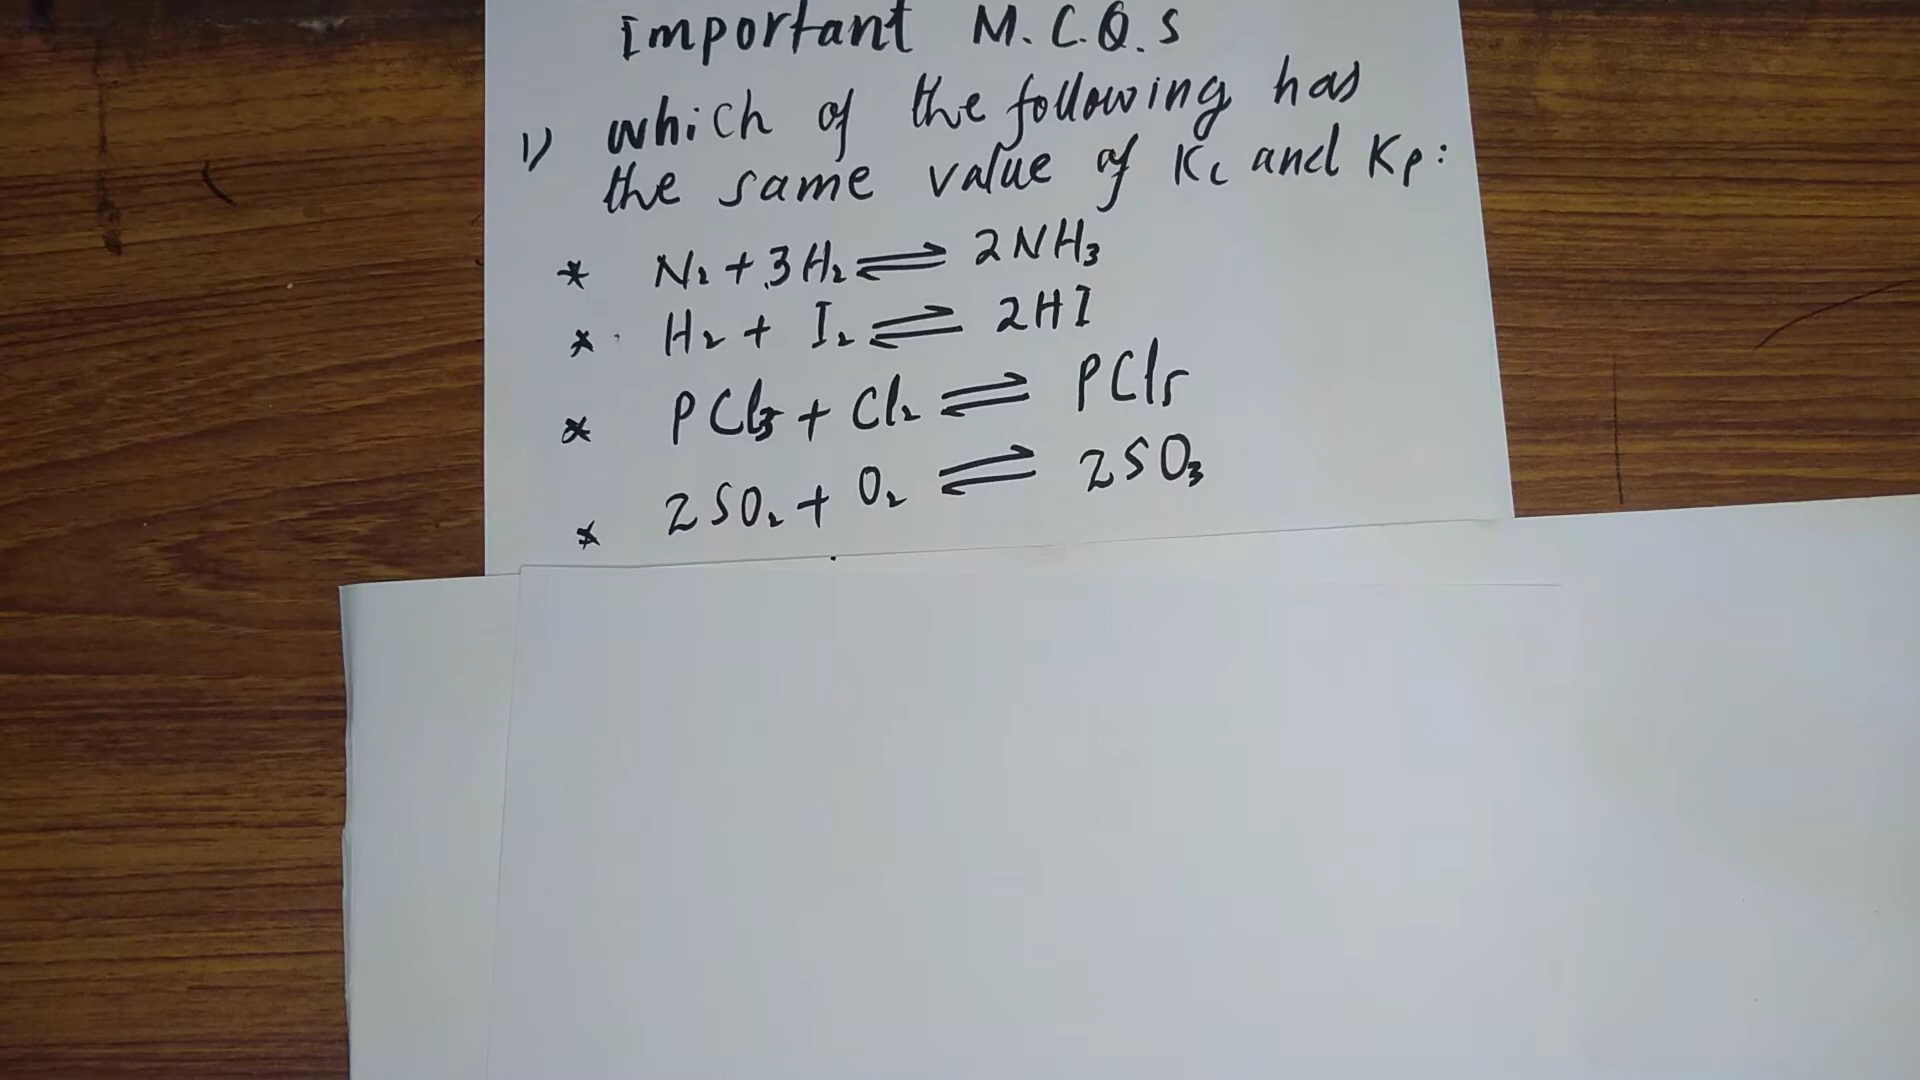 Important M.C.Q.s
1) which of the following has
the same value of Kc and Kp:
* N₂ + 3H₂ ⇌ 2NH₃
* H₂ + I₂ ⇌ 2HI
* PCl₃ + Cl₂ ⇌ PCl₅
* 2SO₂ + O₂ ⇌ 2SO₃